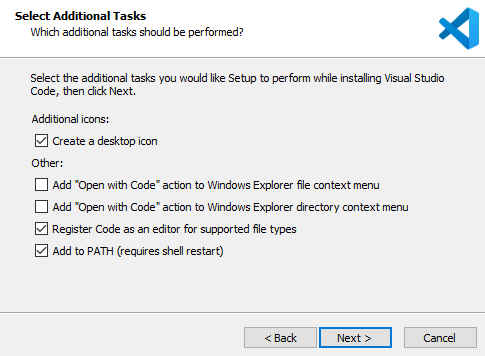 Select Additional Tasks
Which additional tasks should be performed?
Select the additional tasks you would like Setup to perform while installing Visual Studio
Code, then click Next.
Additional icons:
Create a desktop icon
Other:
Add "Open with Code" action to Windows Explorer file context menu
Add "Open with Code" action to Windows Explorer directory context menu
Register Code as an editor for supported file types
Add to PATH (requires shell restart)
< Back Next > Cancel